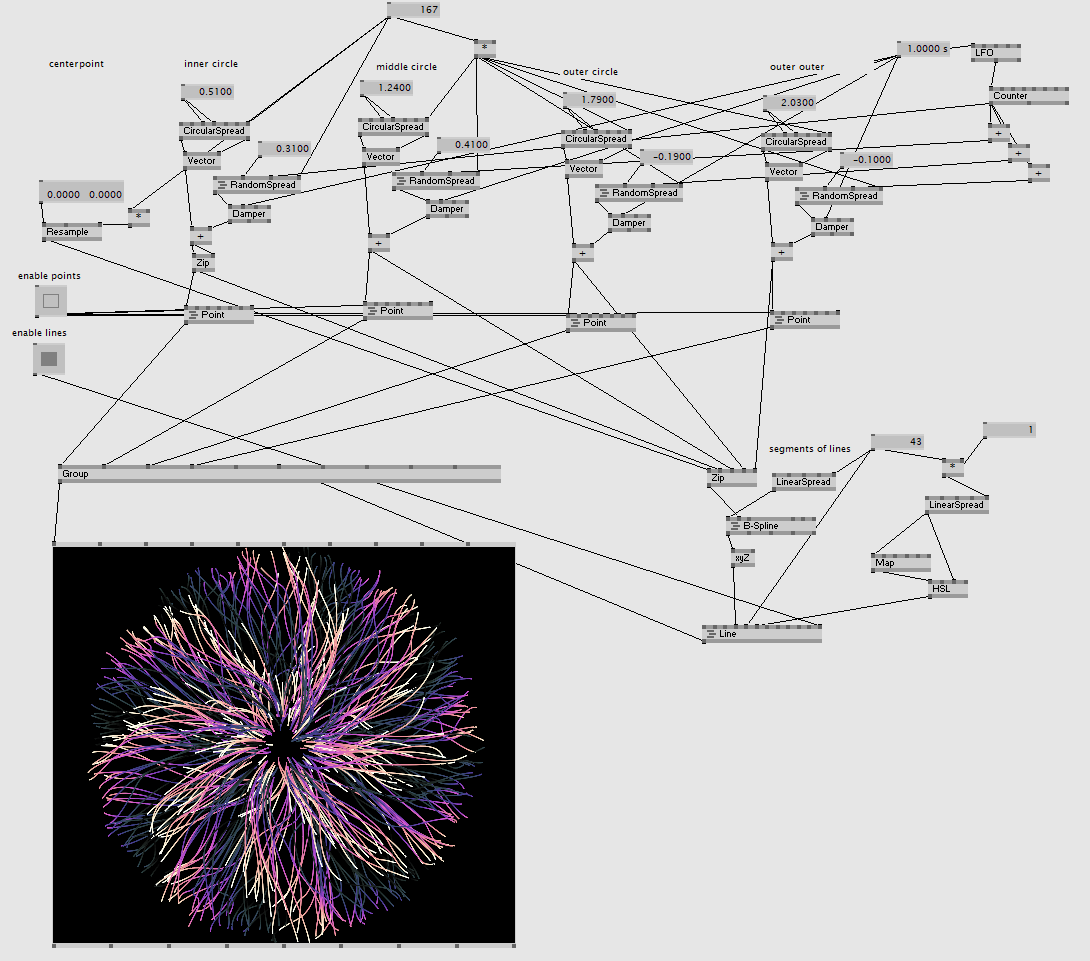 167
*
1.0000 s
LFO
centerpoint
inner circle
middle circle
outer circle
outer outer
0.5100
1.2400
1.7900
2.0300
Counter
CircularSpread
CircularSpread
CircularSpread
CircularSpread
+
0.3100
0.4100
-0.1900
-0.1000
+
Vector
Vector
Vector
Vector
+
RandomSpread
RandomSpread
RandomSpread
RandomSpread
0.0000 0.0000
*
Damper
Damper
Damper
Damper
Resample
+
+
+
+
Zip
enable points
Point
Point
Point
Point
enable lines
43
1
segments of lines
*
Group
Zip
LinearSpread
LinearSpread
B-Spline
xyZ
Map
HSL
Line